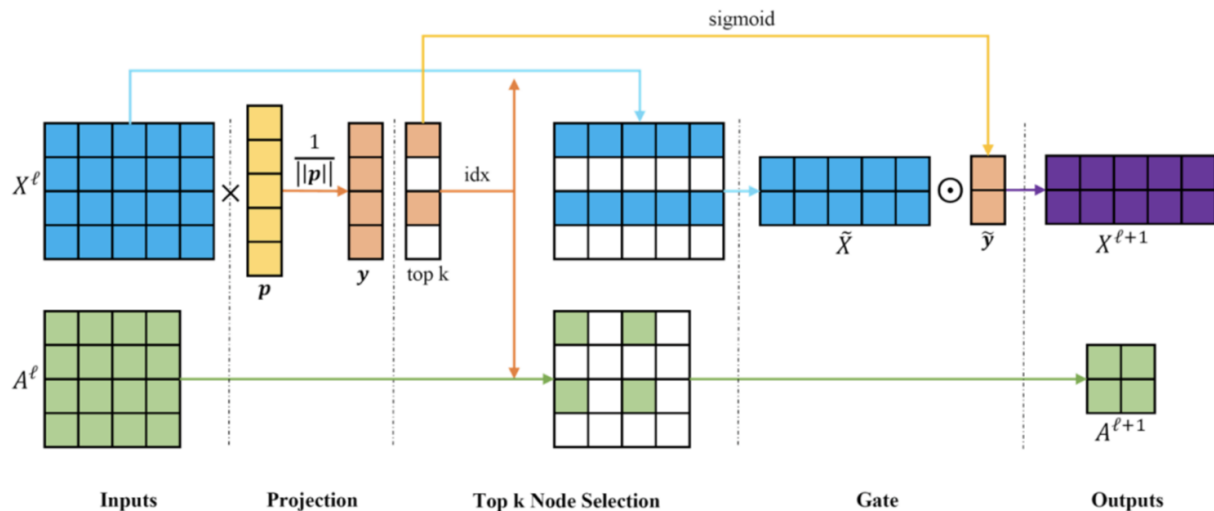 sigmoid
X^ℓ
×
1
||p||
p
y
top k
idx
X̃
⊙
ỹ
X^{ℓ+1}
A^ℓ
A^{ℓ+1}
Inputs Projection Top k Node Selection Gate Outputs